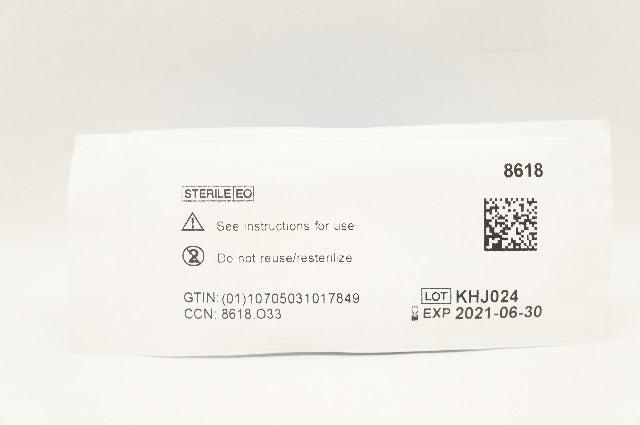 8618
STERILE EO
See instructions for use
Do not reuse/resterilize
GTIN: (01)10705031017849
CCN: 8618.O33
LOT KHJ024
EXP 2021-06-30